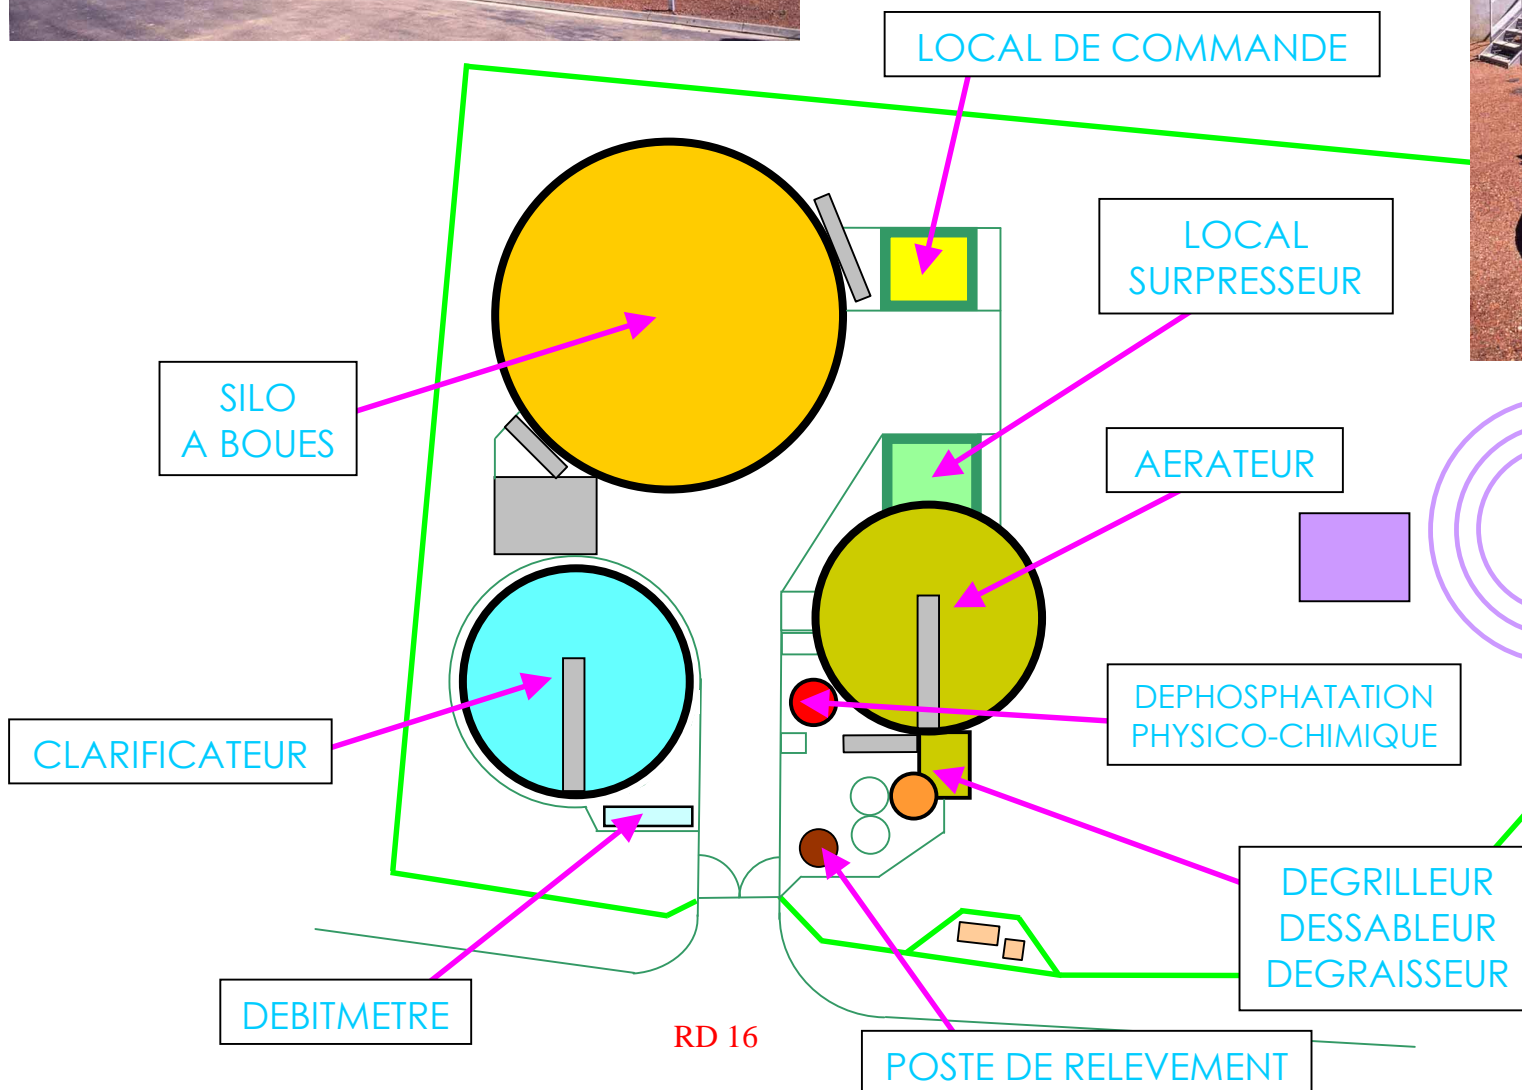 LOCAL DE COMMANDE
LOCAL
SURPRESSEUR
SILO
A BOUES
AERATEUR
DEPHOSPHATATION
PHYSICO-CHIMIQUE
CLARIFICATEUR
DEGRILLEUR
DESSABLEUR
DEGRAISSEUR
DEBITMETRE
RD 16
POSTE DE RELEVEMENT